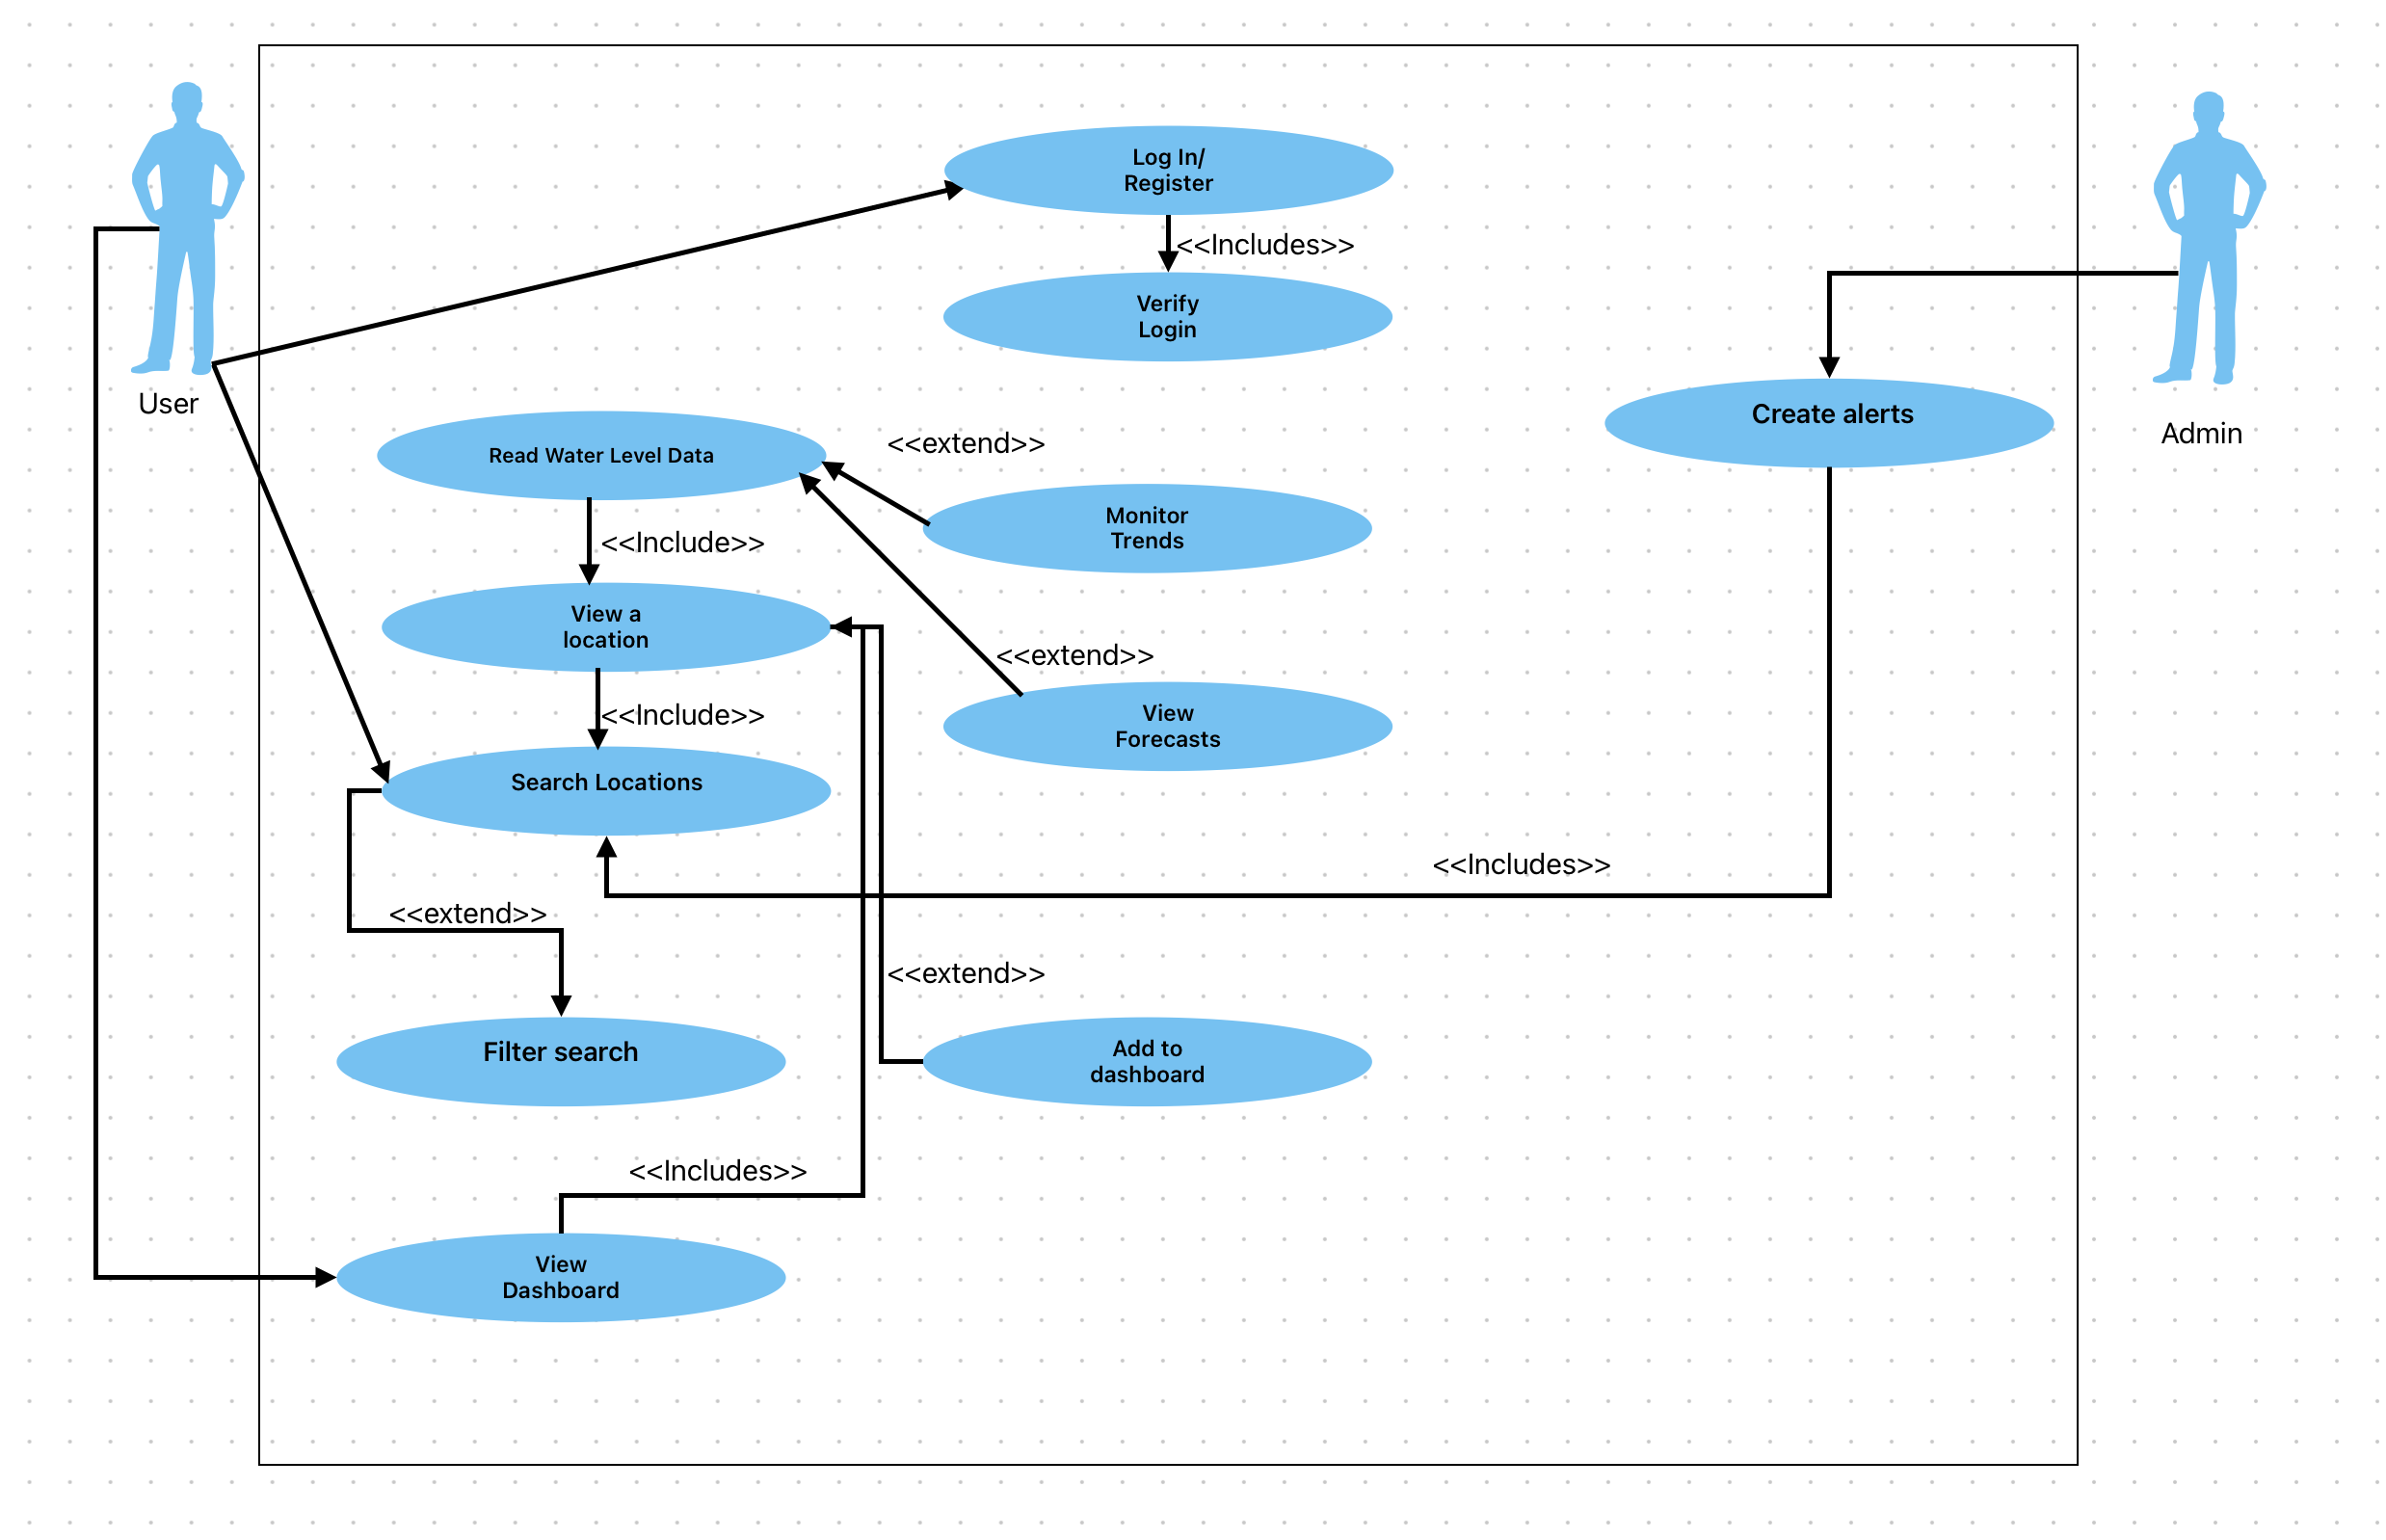 Log In/
Register
<<Includes>>
Verify
Login
User
Create alerts
Admin
Read Water Level Data
<<extend>>
Monitor
Trends
<<Include>>
View a
location
<<extend>>
<<Include>>
View
Forecasts
Search Locations
<<Includes>>
<<extend>>
<<extend>>
Filter search
Add to
dashboard
<<Includes>>
View
Dashboard